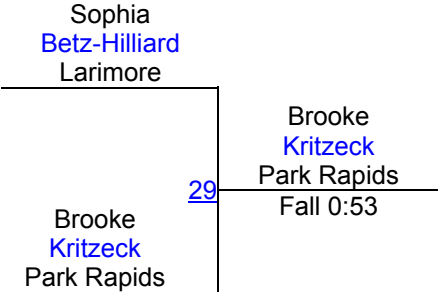 Sophia
Betz-Hilliard
Larimore
Brooke
Kritzeck
Park Rapids
29
Fall 0:53
Brooke
Kritzeck
Park Rapids